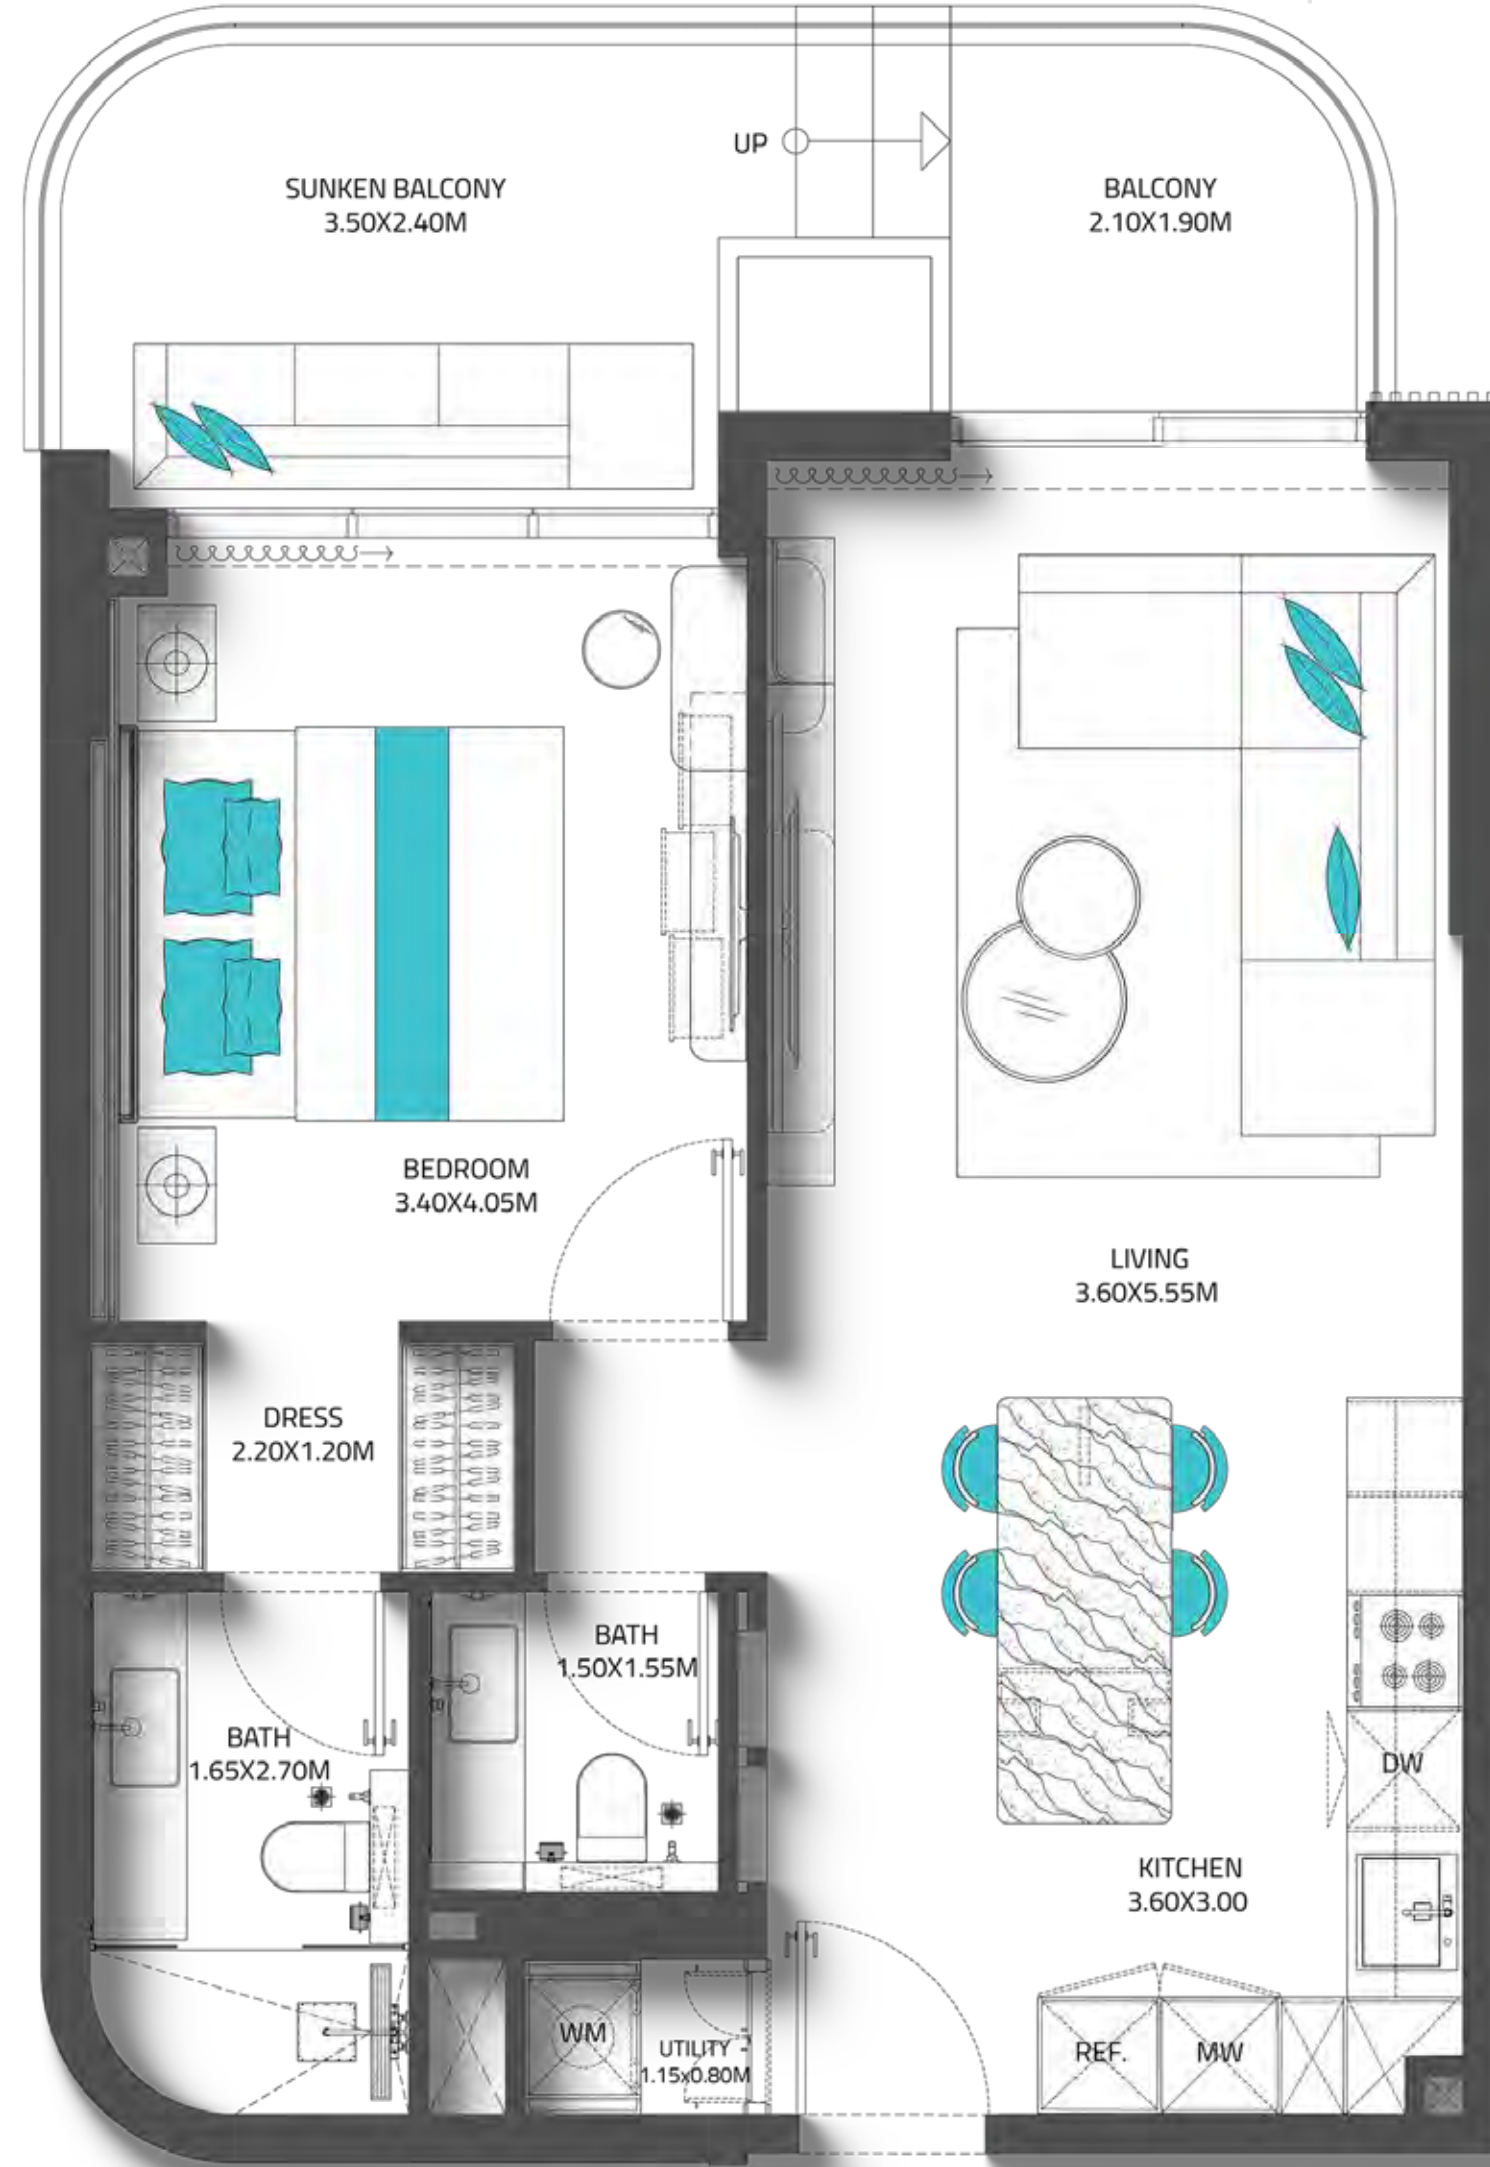 UP
SUNKEN BALCONY
3.50X2.40M
BALCONY
2.10X1.90M
BEDROOM
3.40X4.05M
LIVING
3.60X5.55M
DRESS
2.20X1.20M
BATH
1.50X1.55M
BATH
1.65X2.70M
DW
KITCHEN
3.60X3.00
WM
UTILITY
1.15x0.80M
REF.
MW